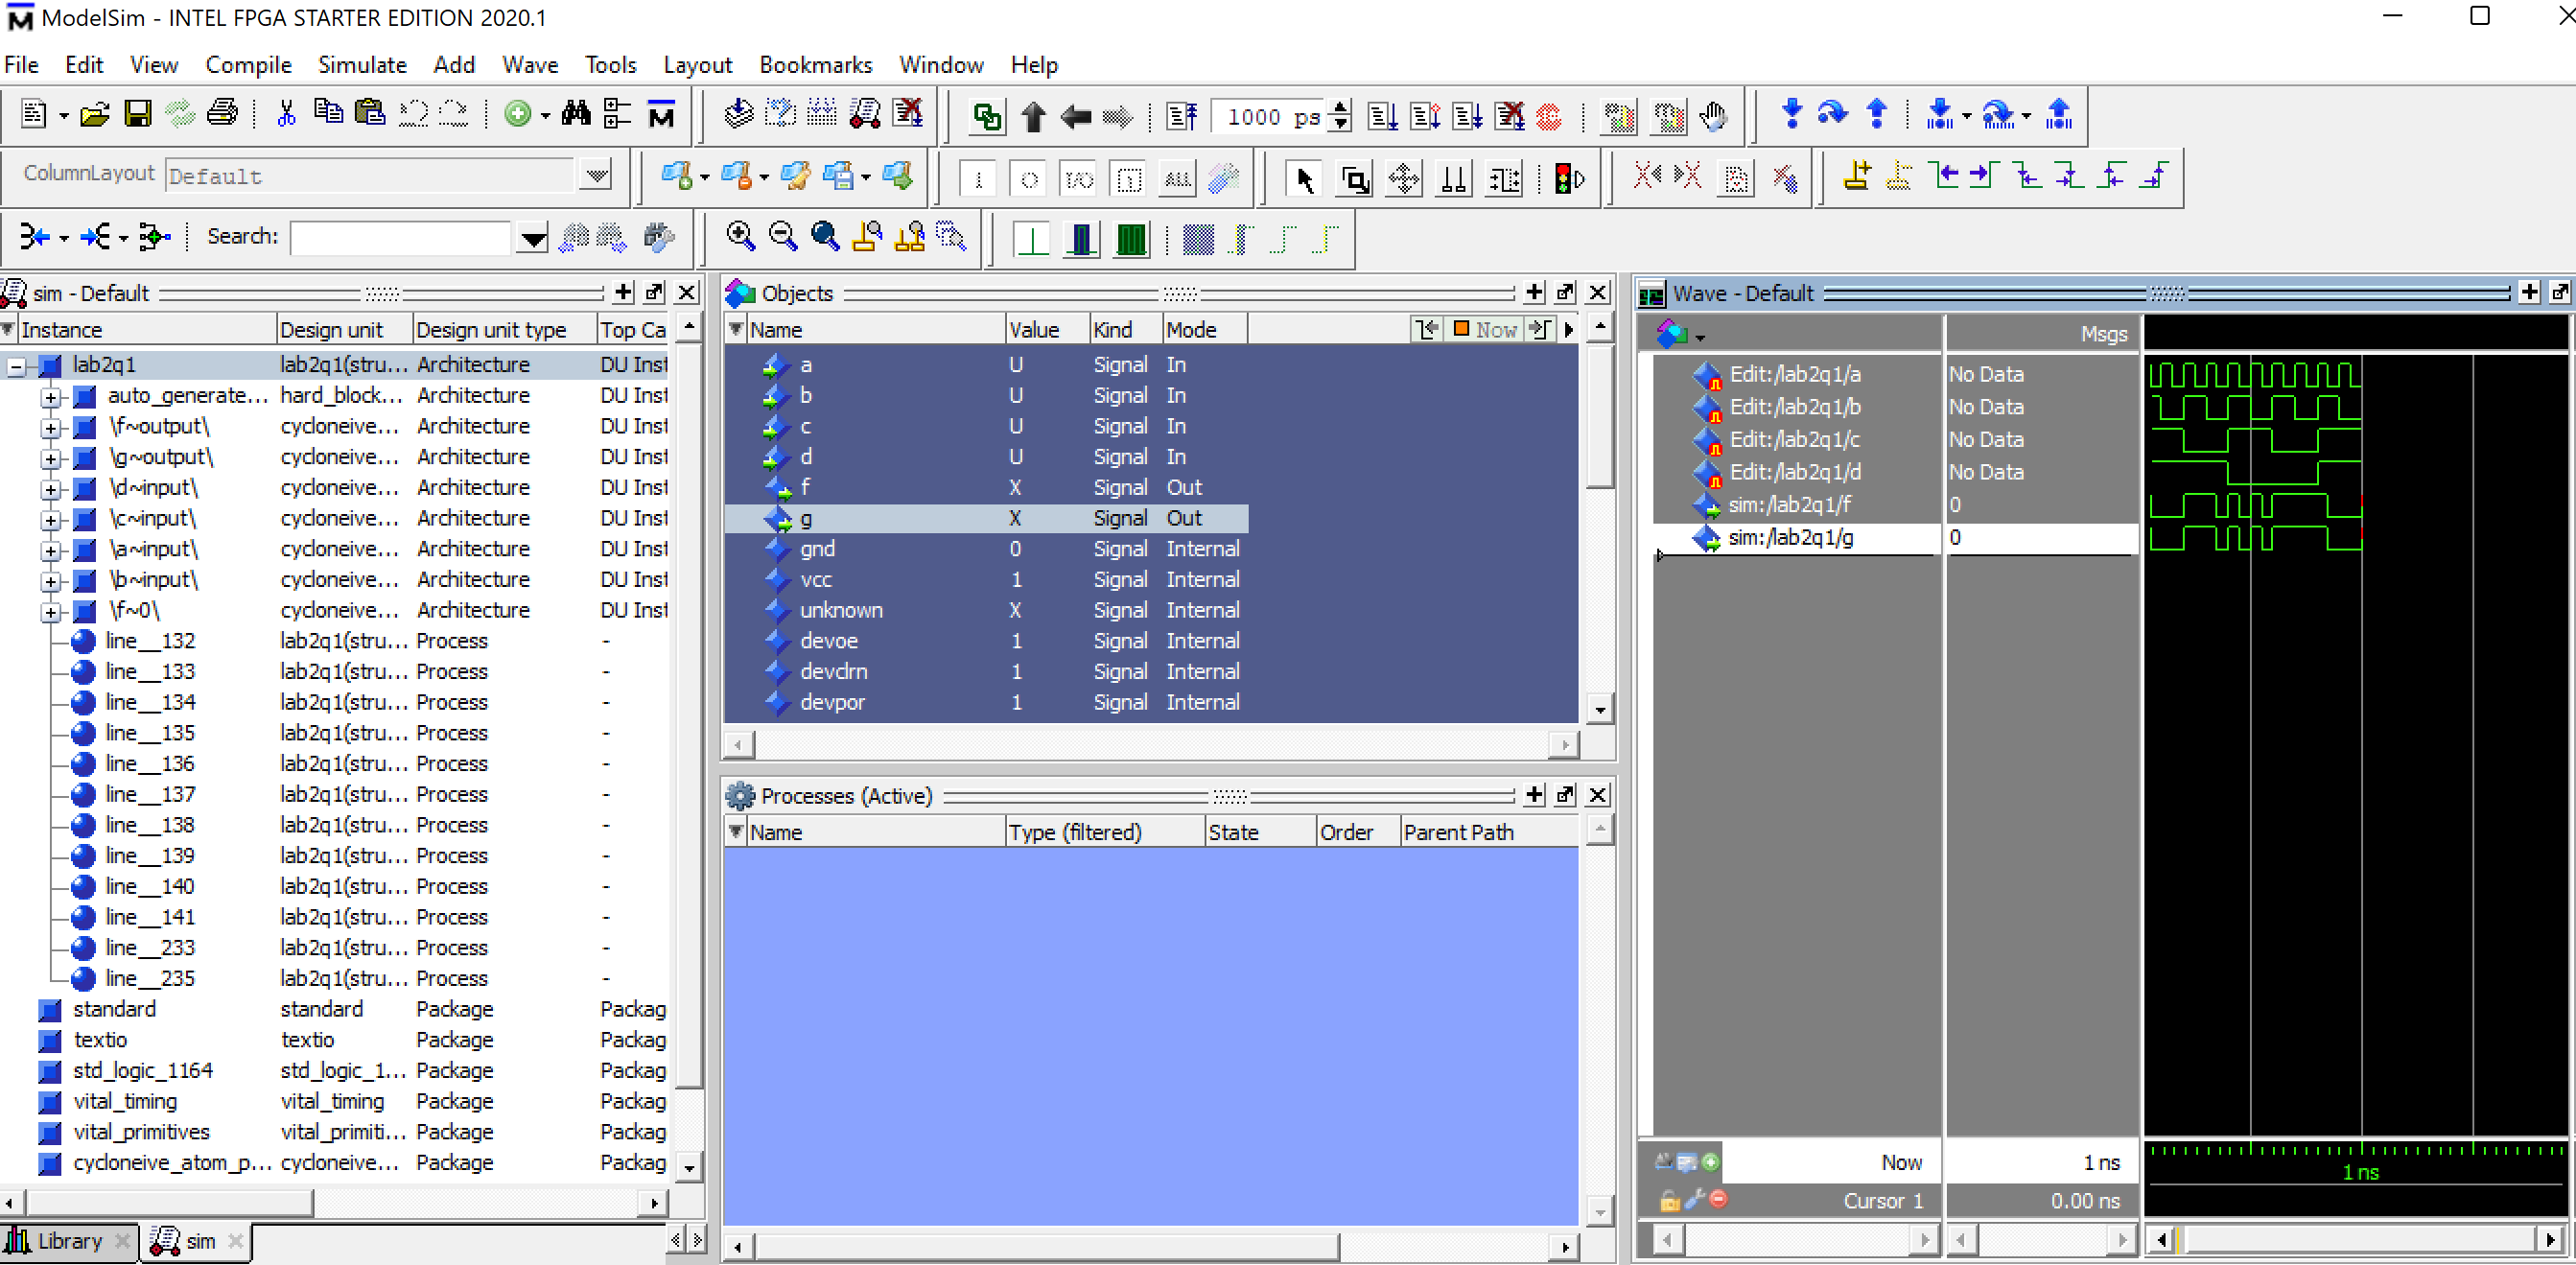 ModelSim - INTEL FPGA STARTER EDITION 2020.1
File Edit View Compile Simulate Add Wave Tools Layout Bookmarks Window Help
1000 ps
ColumnLayout Default
Search:
sim - Default
Instance Design unit Design unit type Top Ca
lab2q1 lab2q1(stru... Architecture DU Inst
auto_generate... hard_block... Architecture DU Inst
\f~output\ cycloneive... Architecture DU Inst
\g~output\ cycloneive... Architecture DU Inst
\d~input\ cycloneive... Architecture DU Inst
\c~input\ cycloneive... Architecture DU Inst
\a~input\ cycloneive... Architecture DU Inst
\b~input\ cycloneive... Architecture DU Inst
\f~0\ cycloneive... Architecture DU Inst
line__132 lab2q1(stru... Process -
line__133 lab2q1(stru... Process -
line__134 lab2q1(stru... Process -
line__135 lab2q1(stru... Process -
line__136 lab2q1(stru... Process -
line__137 lab2q1(stru... Process -
line__138 lab2q1(stru... Process -
line__139 lab2q1(stru... Process -
line__140 lab2q1(stru... Process -
line__141 lab2q1(stru... Process -
line__233 lab2q1(stru... Process -
line__235 lab2q1(stru... Process -
standard standard Package Packag
textio textio Package Packag
std_logic_1164 std_logic_1... Package Packag
vital_timing vital_timing Package Packag
vital_primitives vital_primiti... Package Packag
cycloneive_atom_p... cycloneive... Package Packag
Library sim
Objects
Name Value Kind Mode Now
a U Signal In
b U Signal In
c U Signal In
d U Signal In
f X Signal Out
g X Signal Out
gnd 0 Signal Internal
vcc 1 Signal Internal
unknown X Signal Internal
devoe 1 Signal Internal
devclrn 1 Signal Internal
devpor 1 Signal Internal
Processes (Active)
Name Type (filtered) State Order Parent Path
Wave - Default
Msgs
Edit:/lab2q1/a No Data
Edit:/lab2q1/b No Data
Edit:/lab2q1/c No Data
Edit:/lab2q1/d No Data
sim:/lab2q1/f 0
sim:/lab2q1/g 0
Now 1 ns 1 ns
Cursor 1 0.00 ns